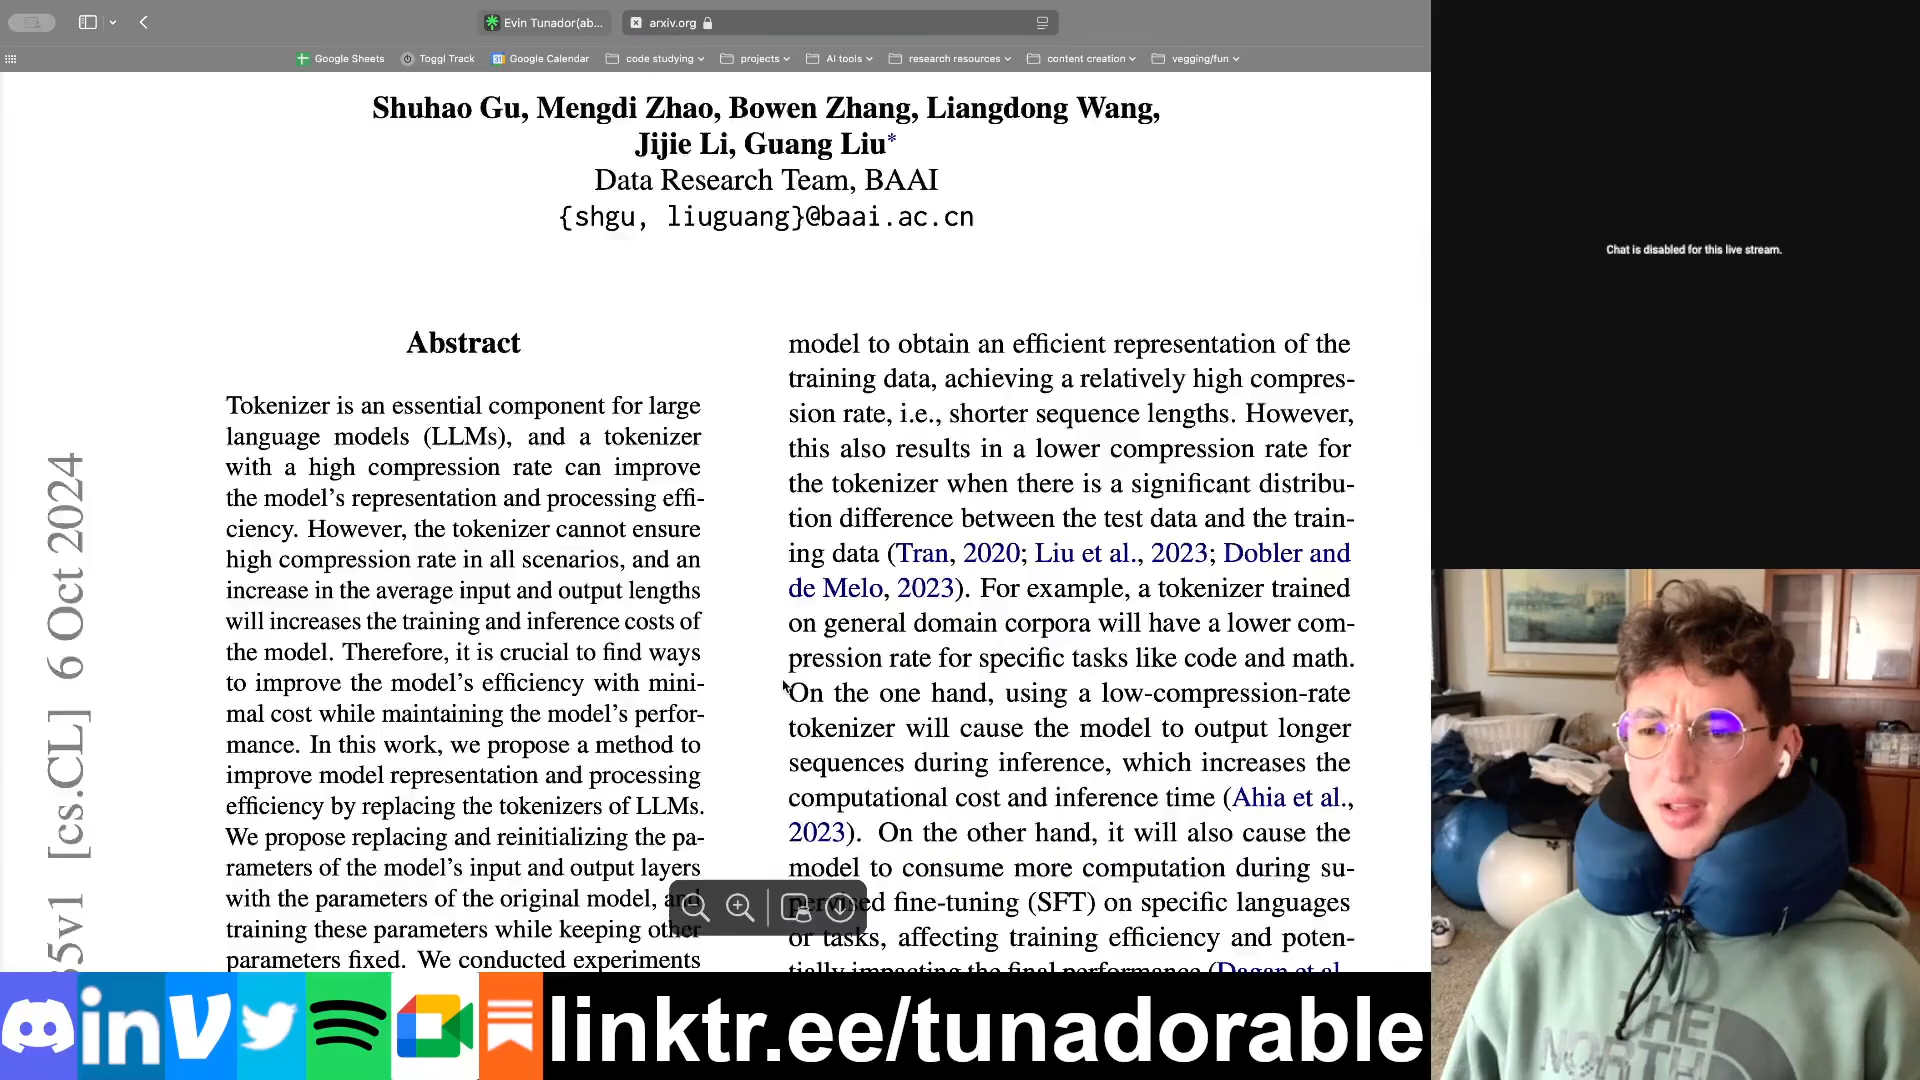 Evin Tunador(ab...
arxiv.org
Google Sheets
Toggl Track
Google Calendar
code studying
projects
AI tools
research resources
content creation
vegging/fun
Shuhao Gu, Mengdi Zhao, Bowen Zhang, Liangdong Wang,
Jijie Li, Guang Liu*
Data Research Team, BAAI
{shgu, liuguang}@baai.ac.cn
5v1 [cs.CL] 6 Oct 2024
Abstract
Tokenizer is an essential component for large
language models (LLMs), and a tokenizer
with a high compression rate can improve
the model's representation and processing effi-
ciency. However, the tokenizer cannot ensure
high compression rate in all scenarios, and an
increase in the average input and output lengths
will increases the training and inference costs of
the model. Therefore, it is crucial to find ways
to improve the model's efficiency with mini-
mal cost while maintaining the model's perfor-
mance. In this work, we propose a method to
improve model representation and processing
efficiency by replacing the tokenizers of LLMs.
We propose replacing and reinitializing the pa-
rameters of the model's input and output layers
with the parameters of the original model, and
training these parameters while keeping other
parameters fixed. We conducted experiments
model to obtain an efficient representation of the
training data, achieving a relatively high compres-
sion rate, i.e., shorter sequence lengths. However,
this also results in a lower compression rate for
the tokenizer when there is a significant distribu-
tion difference between the test data and the train-
ing data (Tran, 2020; Liu et al., 2023; Dobler and
de Melo, 2023). For example, a tokenizer trained
on general domain corpora will have a lower com-
pression rate for specific tasks like code and math.
On the one hand, using a low-compression-rate
tokenizer will cause the model to output longer
sequences during inference, which increases the
computational cost and inference time (Ahia et al.,
2023). On the other hand, it will also cause the
model to consume more computation during su-
pervised fine-tuning (SFT) on specific languages
or tasks, affecting training efficiency and poten-
tially impacting the final performance (Dagan et al.
Chat is disabled for this live stream.
THE
NORTH
in
linktr.ee/tunadorable